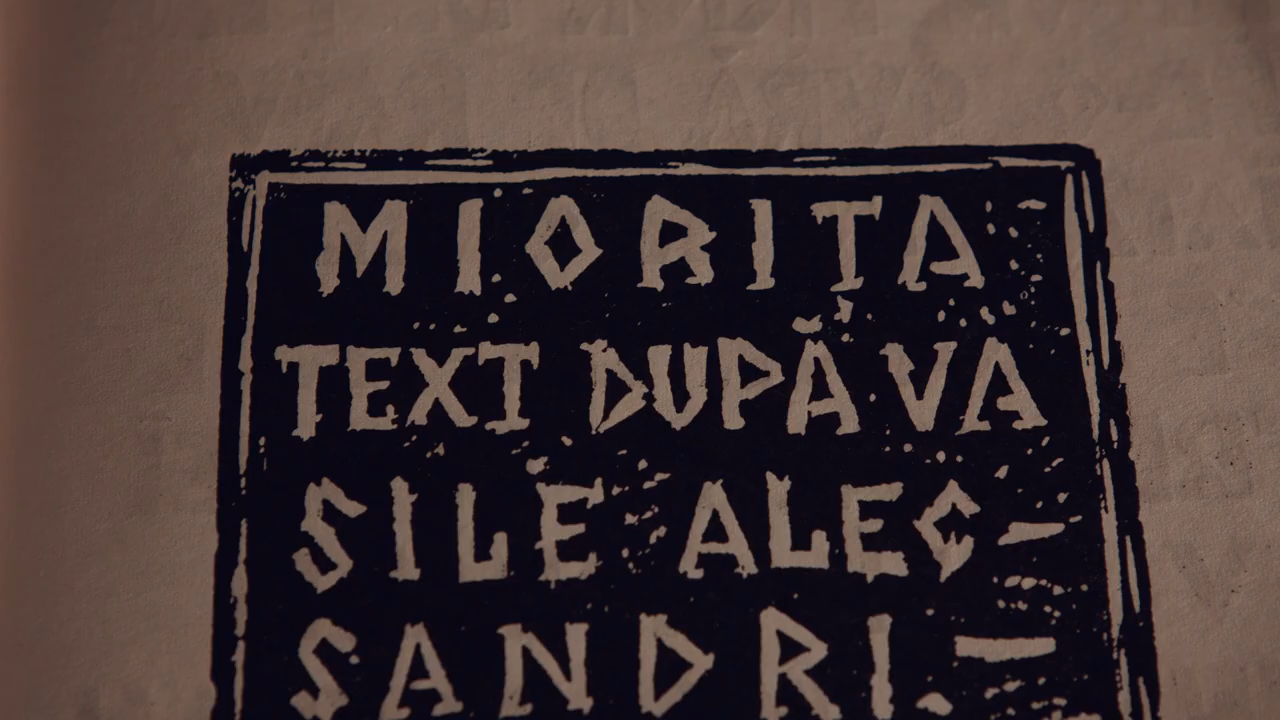 MIORIȚA
TEXT DUPĂ VA
SILE ALEC-
SANDRI. —